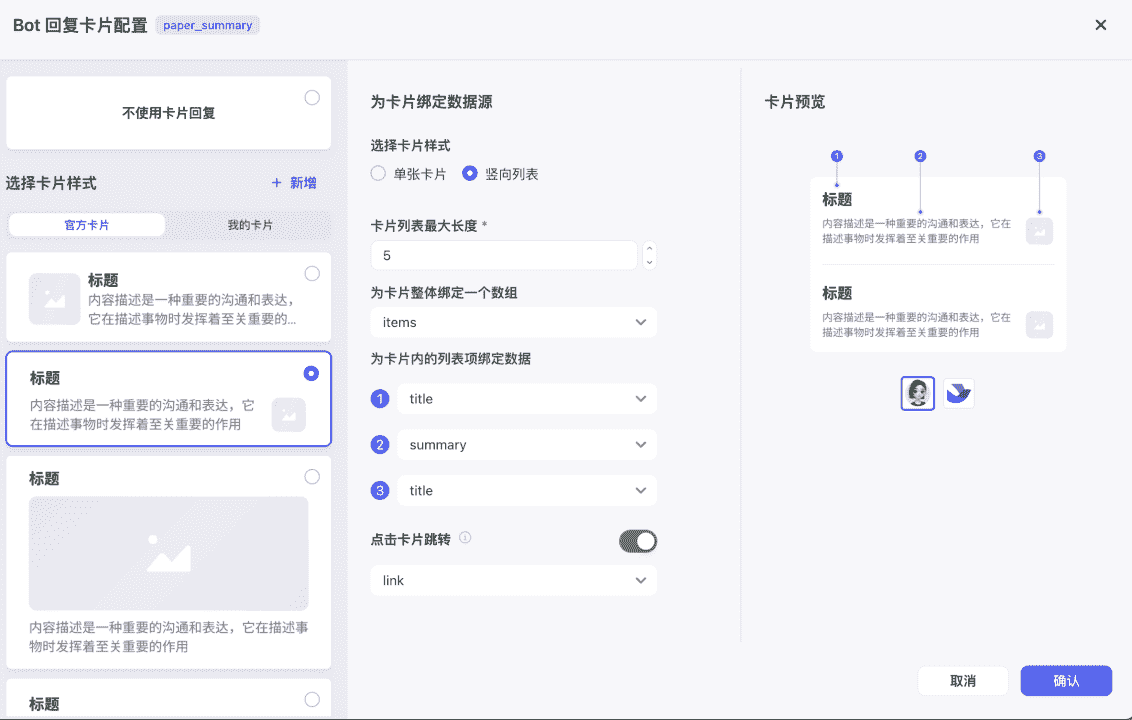 Bot 回复卡片配置 paper_summary
不使用卡片回复
选择卡片样式 + 新增
官方卡片 我的卡片
标题
内容描述是一种重要的沟通和表达，
它在描述事物时发挥着至关重要的...
标题
内容描述是一种重要的沟通和表达，它
在描述事物时发挥着至关重要的作用
标题
内容描述是一种重要的沟通和表达，它在描述事
物时发挥着至关重要的作用
标题
为卡片绑定数据源
选择卡片样式
单张卡片 竖向列表
卡片列表最大长度 *
5
为卡片整体绑定一个数组
items
为卡片内的列表项绑定数据
1 title
2 summary
3 title
点击卡片跳转
link
卡片预览
1 2 3
标题
内容描述是一种重要的沟通和表达，它在
描述事物时发挥着至关重要的作用
标题
内容描述是一种重要的沟通和表达，它在
描述事物时发挥着至关重要的作用
取消 确认